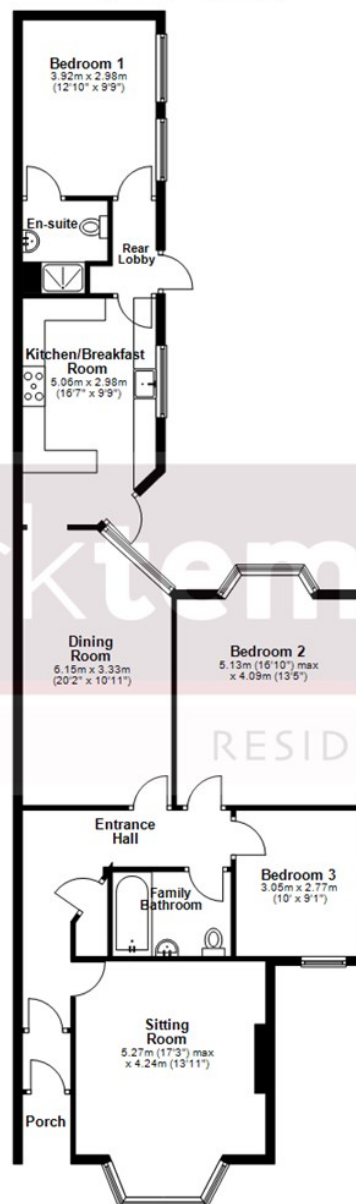 Bedroom 1
3.92m x 2.98m
(12'10" x 9'9")
En-suite
Rear
Lobby
Kitchen/Breakfast
Room
5.06m x 2.98m
(16'7" x 9'9")
rktem
Dining
Room
6.15m x 3.33m
(20'2" x 10'11")
Bedroom 2
5.13m (16'10") max
x 4.09m (13'5")
RESID
Entrance
Hall
Bedroom 3
3.05m x 2.77m
(10' x 9'1")
Family
Bathroom
Sitting
Room
5.27m (17'3") max
x 4.24m (13'11")
Porch